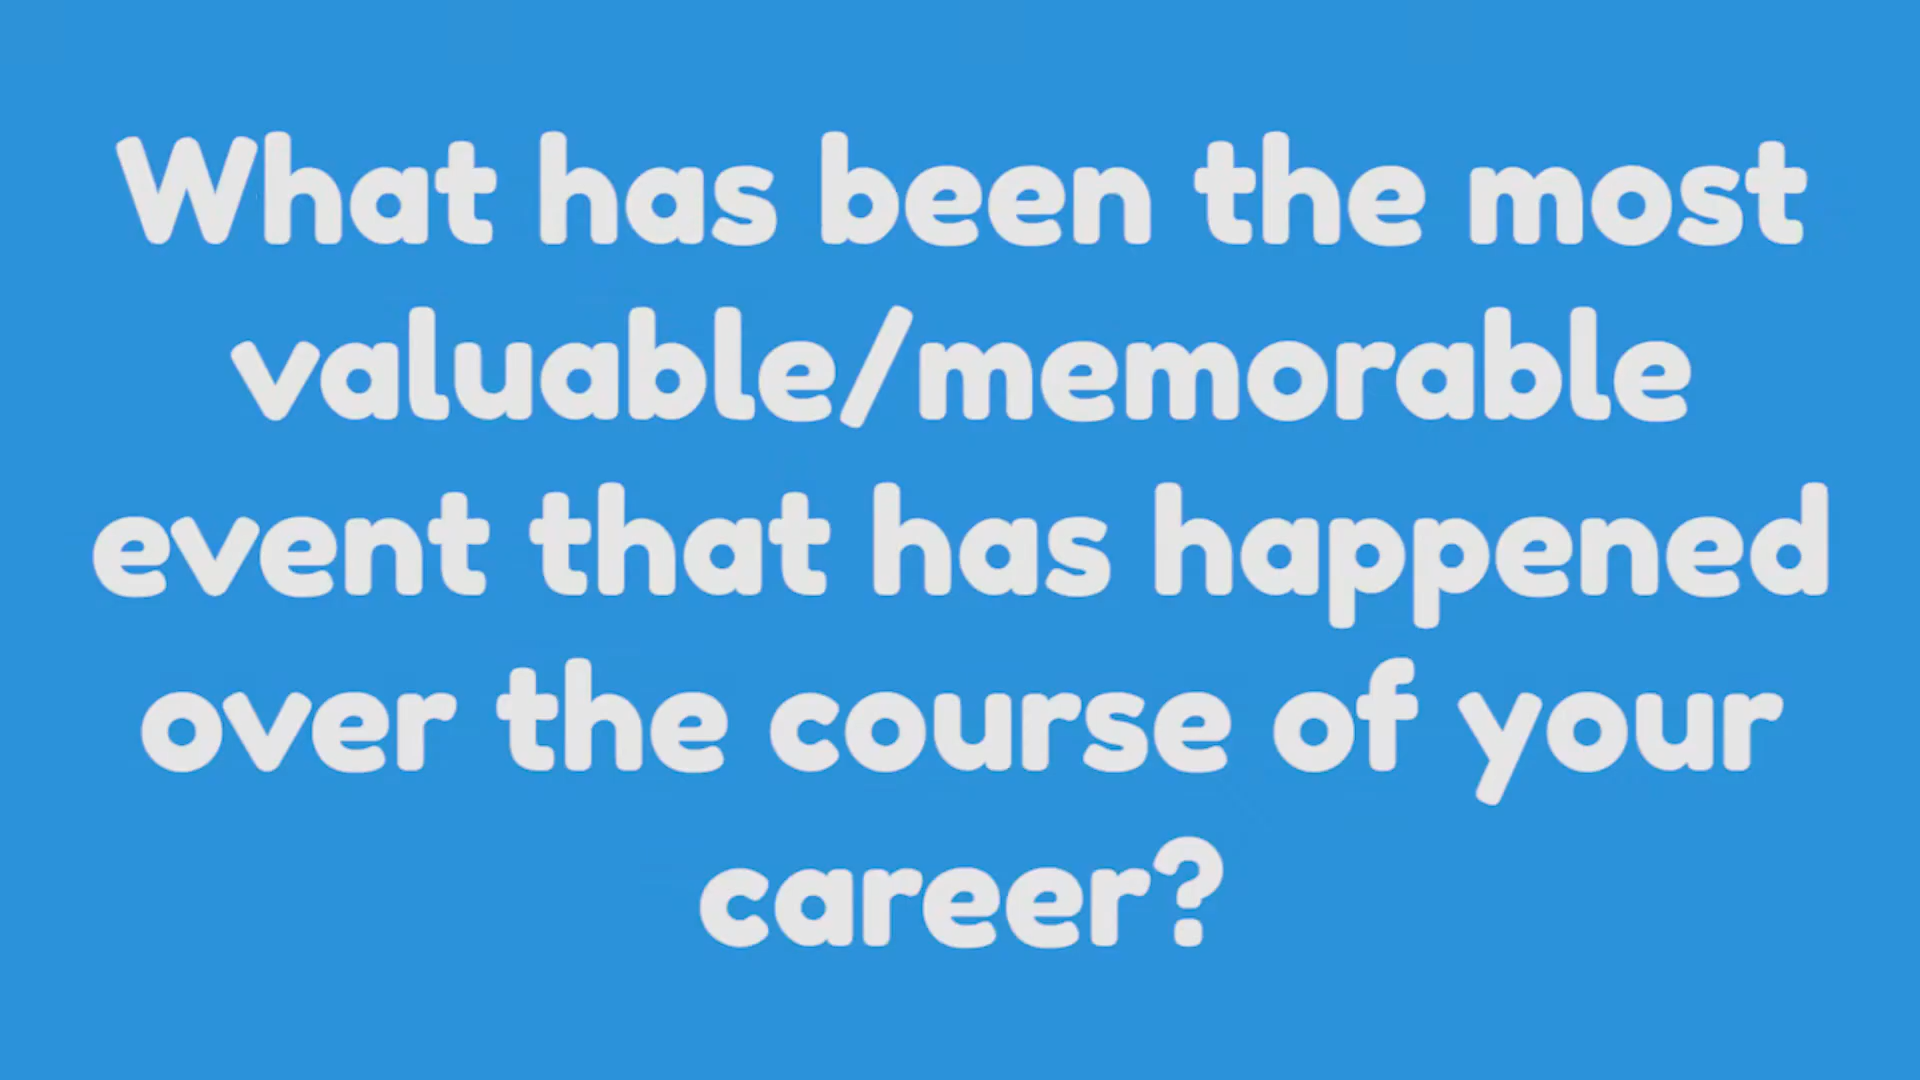 What has been the most
valuable/memorable
event that has happened
over the course of your
career?